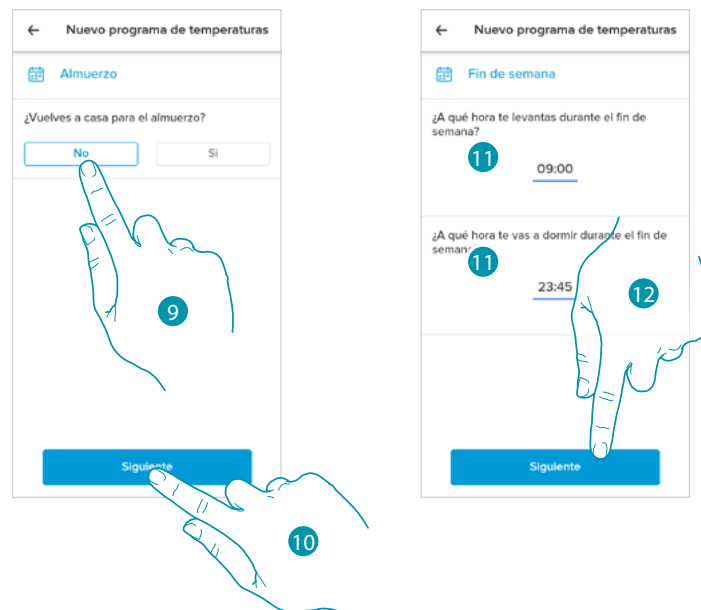 Nuevo programa de temperaturas
Almuerzo
¿Vuelves a casa para el almuerzo?
No
Si
9
Siguiente
10
Nuevo programa de temperaturas
Fin de semana
¿A qué hora te levantas durante el fin de
semana?
11
09:00
¿A qué hora te vas a dormir durante el fin de
semana
11
23:45
12
Siguiente